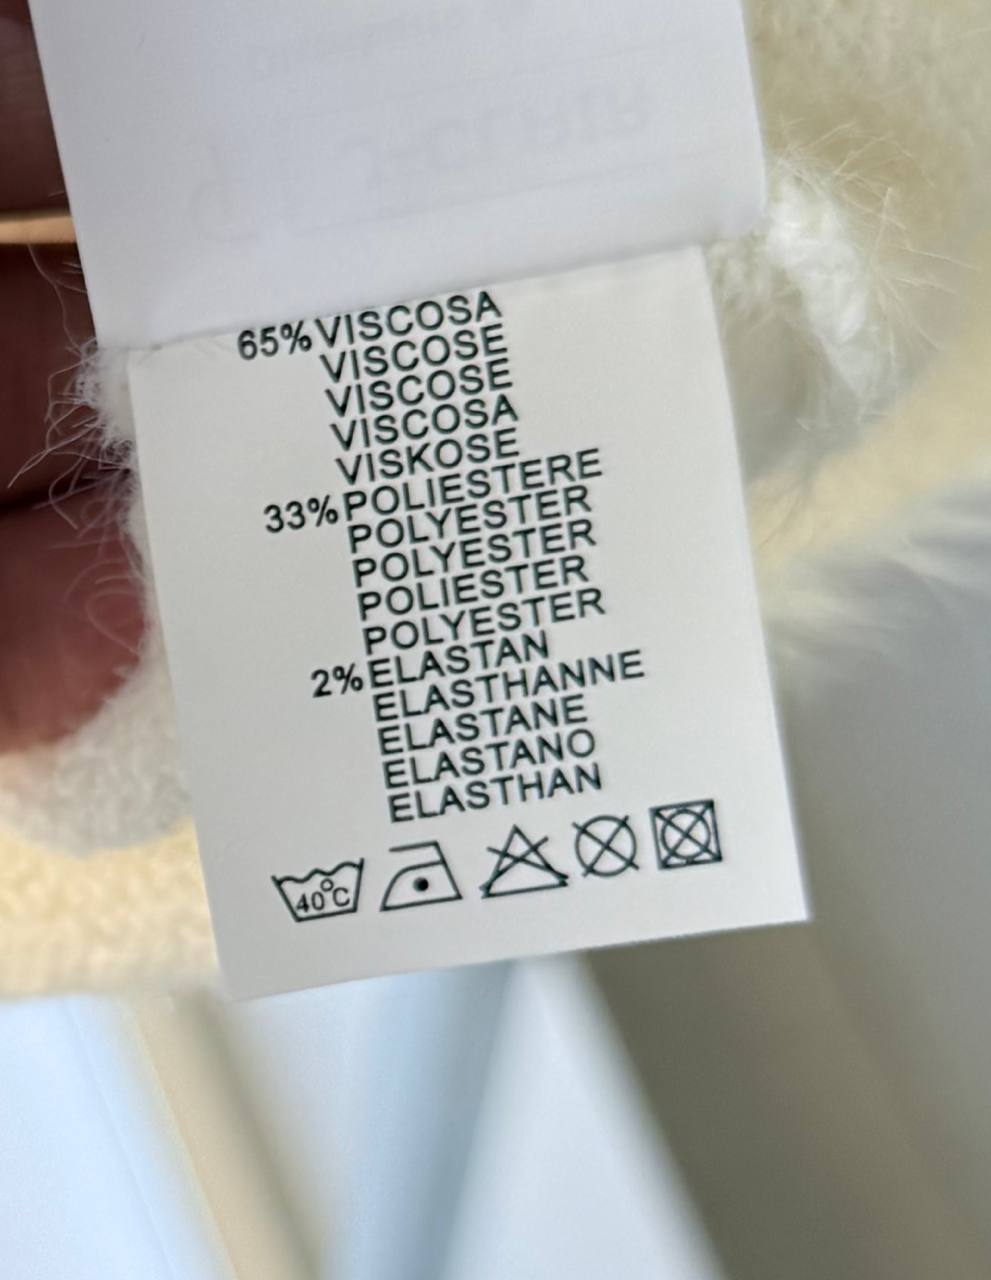 65% VISCOSA
VISCOSE
VISCOSE
VISCOSA
VISKOSE
33% POLIESTERE
POLYESTER
POLYESTER
POLIESTER
POLYESTER
2% ELASTAN
ELASTHANNE
ELASTANE
ELASTANO
ELASTHAN
40°C